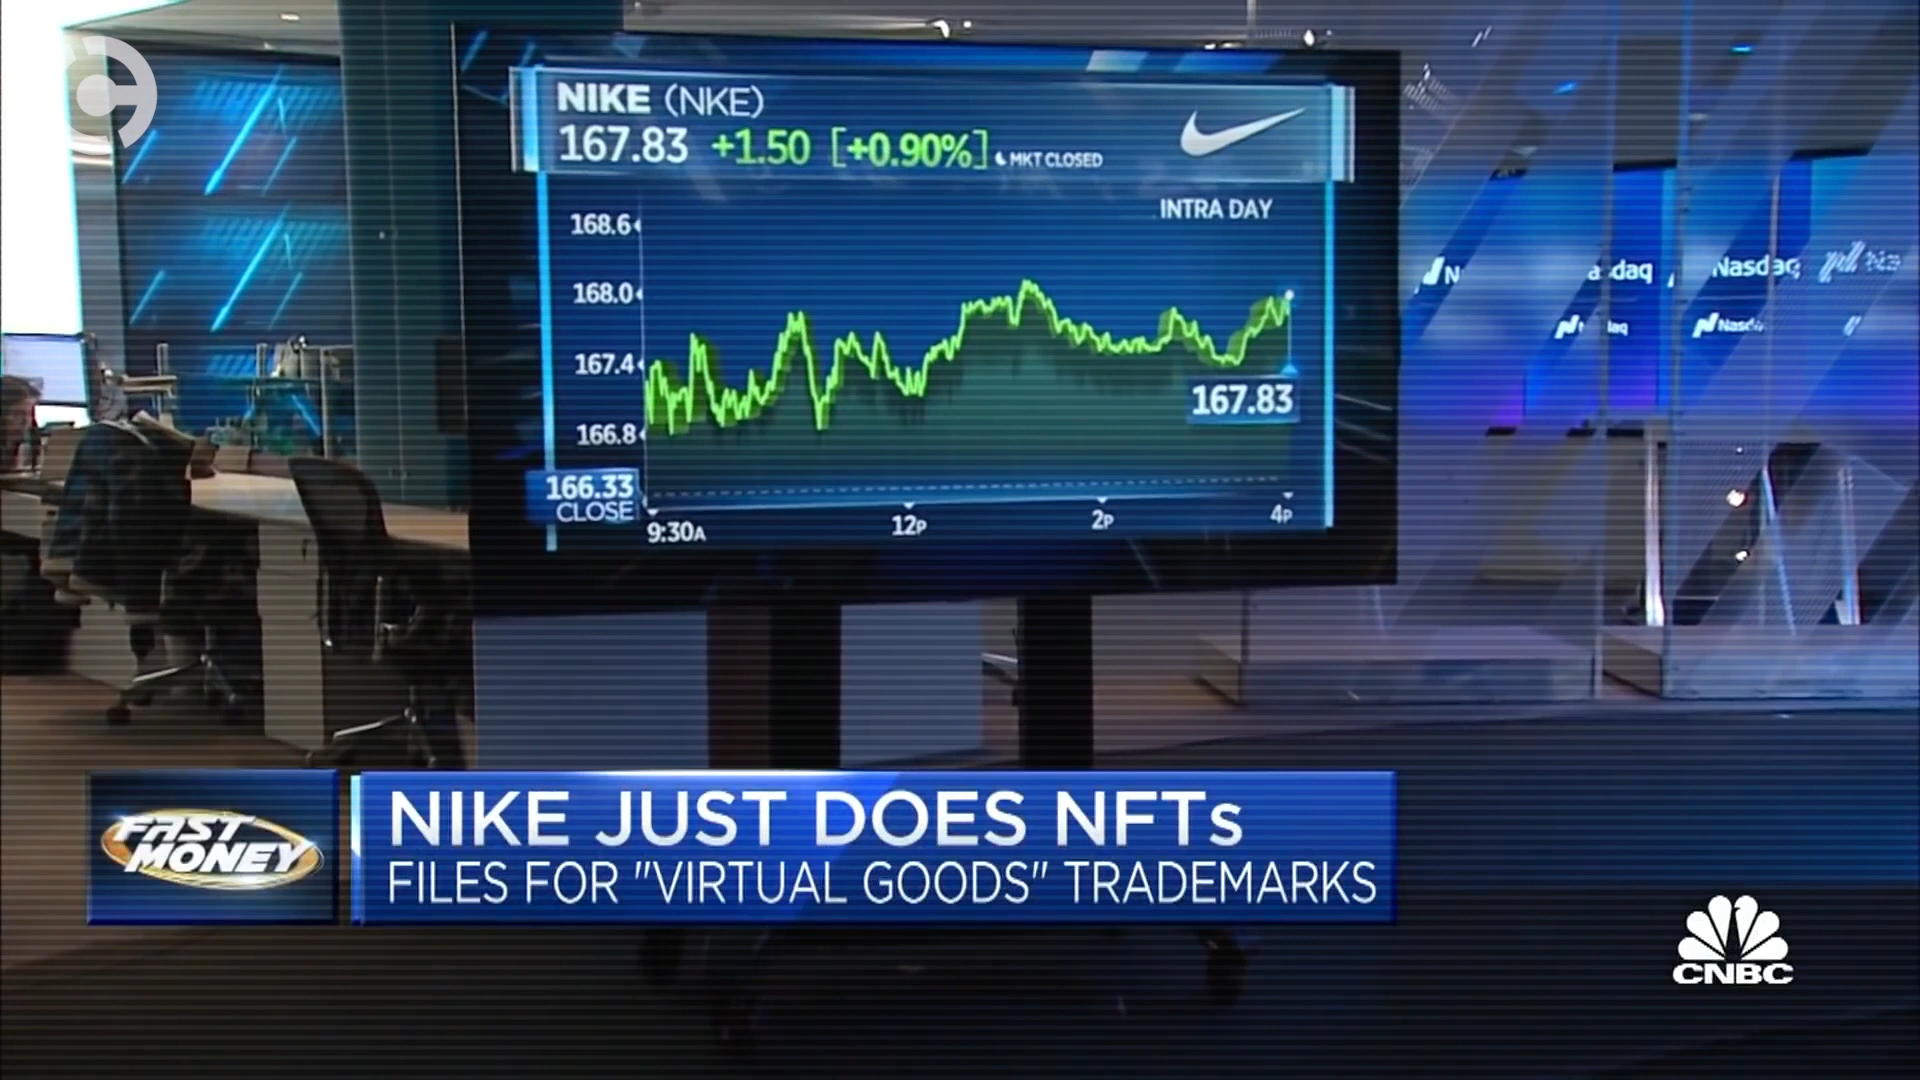 NIKE (NKE)
167.83 +1.50 [+0.90%] MKT CLOSED
INTRA DAY
168.6
168.0
167.4
166.8
167.83
166.33
CLOSE
9:30A
12P
2P
4P
Nasdaq
FAST
MONEY
NIKE JUST DOES NFTs
FILES FOR "VIRTUAL GOODS" TRADEMARKS
CNBC